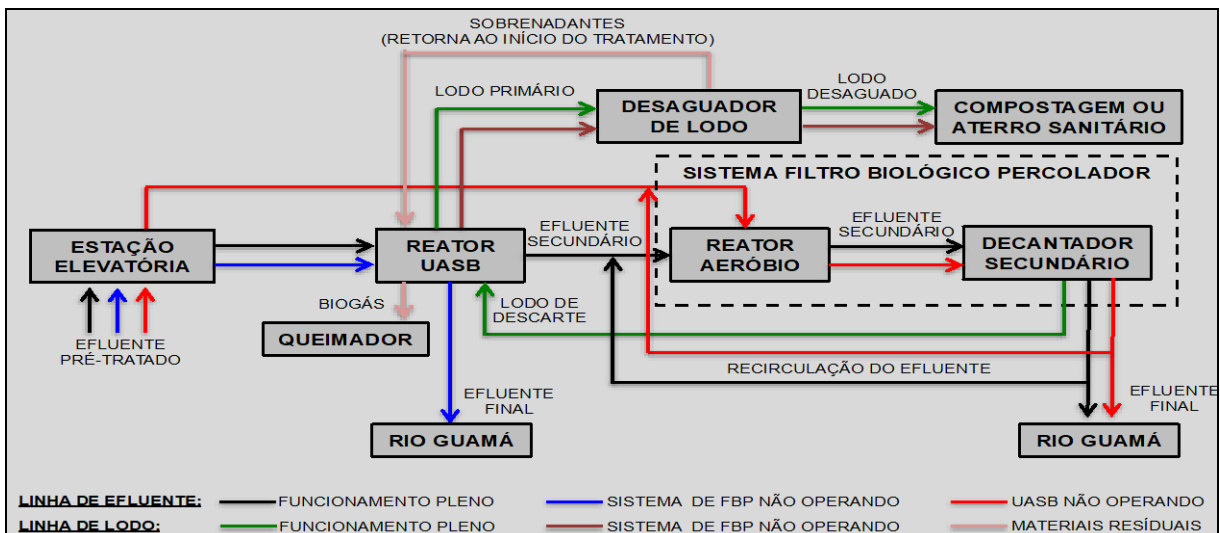 SOBRENADANTES
(RETORNA AO INÍCIO DO TRATAMENTO)
LODO PRIMÁRIO
DESAGUADOR
DE LODO
LODO
DESAGUADO
COMPOSTAGEM OU
ATERRO SANITÁRIO
SISTEMA FILTRO BIOLÓGICO PERCOLADOR
ESTAÇÃO
ELEVATÓRIA
REATOR
UASB
EFLUENTE
SECUNDÁRIO
REATOR
AERÓBIO
EFLUENTE
SECUNDÁRIO
DECANTADOR
SECUNDÁRIO
EFLUENTE
PRÉ-TRATADO
BIOGÁS
QUEIMADOR
LODO DE
DESCARTE
RECIRCULAÇÃO DO EFLUENTE
EFLUENTE
FINAL
RIO GUAMÁ
EFLUENTE
FINAL
RIO GUAMÁ
LINHA DE EFLUENTE: FUNCIONAMENTO PLENO SISTEMA DE FBP NÃO OPERANDO UASB NÃO OPERANDO
LINHA DE LODO: FUNCIONAMENTO PLENO SISTEMA DE FBP NÃO OPERANDO MATERIAIS RESÍDUAIS